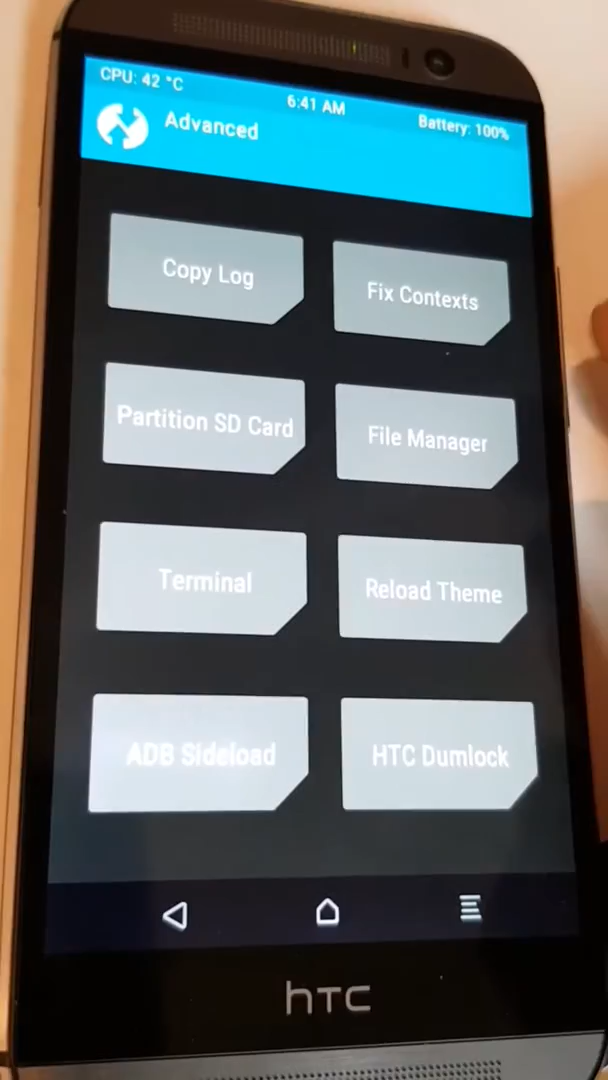 CPU: 42 °C
6:41 AM
Battery: 100%
Advanced
Copy Log
Fix Contexts
Partition SD Card
File Manager
Terminal
Reload Theme
ADB Sideload
HTC Dumlock
hTC